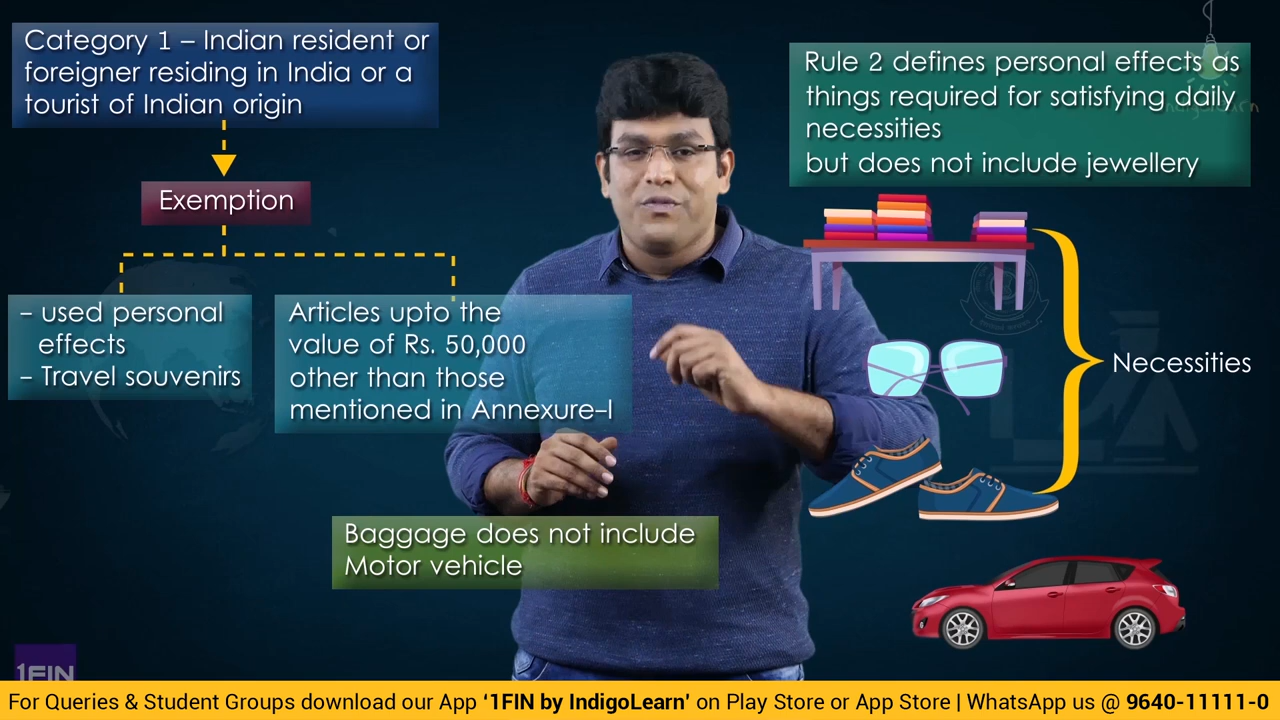 Category 1 – Indian resident or
foreigner residing in India or a
tourist of Indian origin
Exemption
– used personal
effects
– Travel souvenirs
Articles upto the
value of Rs. 50,000
other than those
mentioned in Annexure–I
Rule 2 defines personal effects as
things required for satisfying daily
necessities
but does not include jewellery
Necessities
Baggage does not include
Motor vehicle
1FIN
For Queries & Student Groups download our App ‘1FIN by IndigoLearn’ on Play Store or App Store | WhatsApp us @ 9640-11111-0